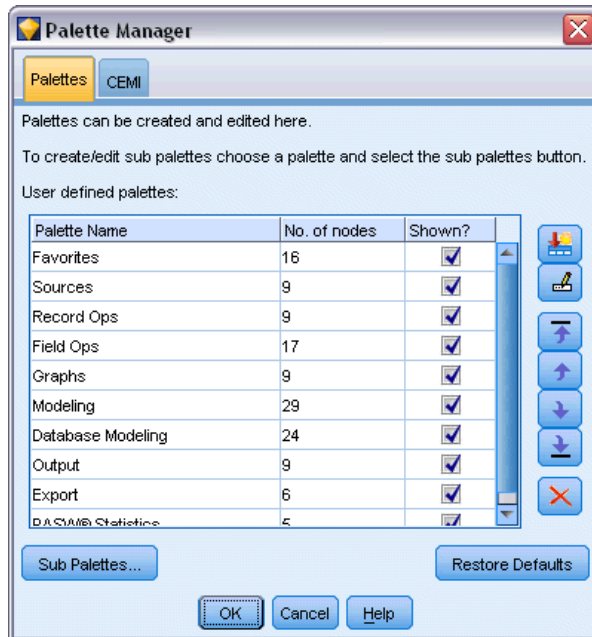 Palette Manager
Palettes CEMI
Palettes can be created and edited here.
To create/edit sub palettes choose a palette and select the sub palettes button.
User defined palettes:
Palette Name No. of nodes Shown?
Favorites 16
Sources 9
Record Ops 9
Field Ops 17
Graphs 9
Modeling 29
Database Modeling 24
Output 9
Export 6
PASW® Statistics 5
Sub Palettes... Restore Defaults
OK Cancel Help